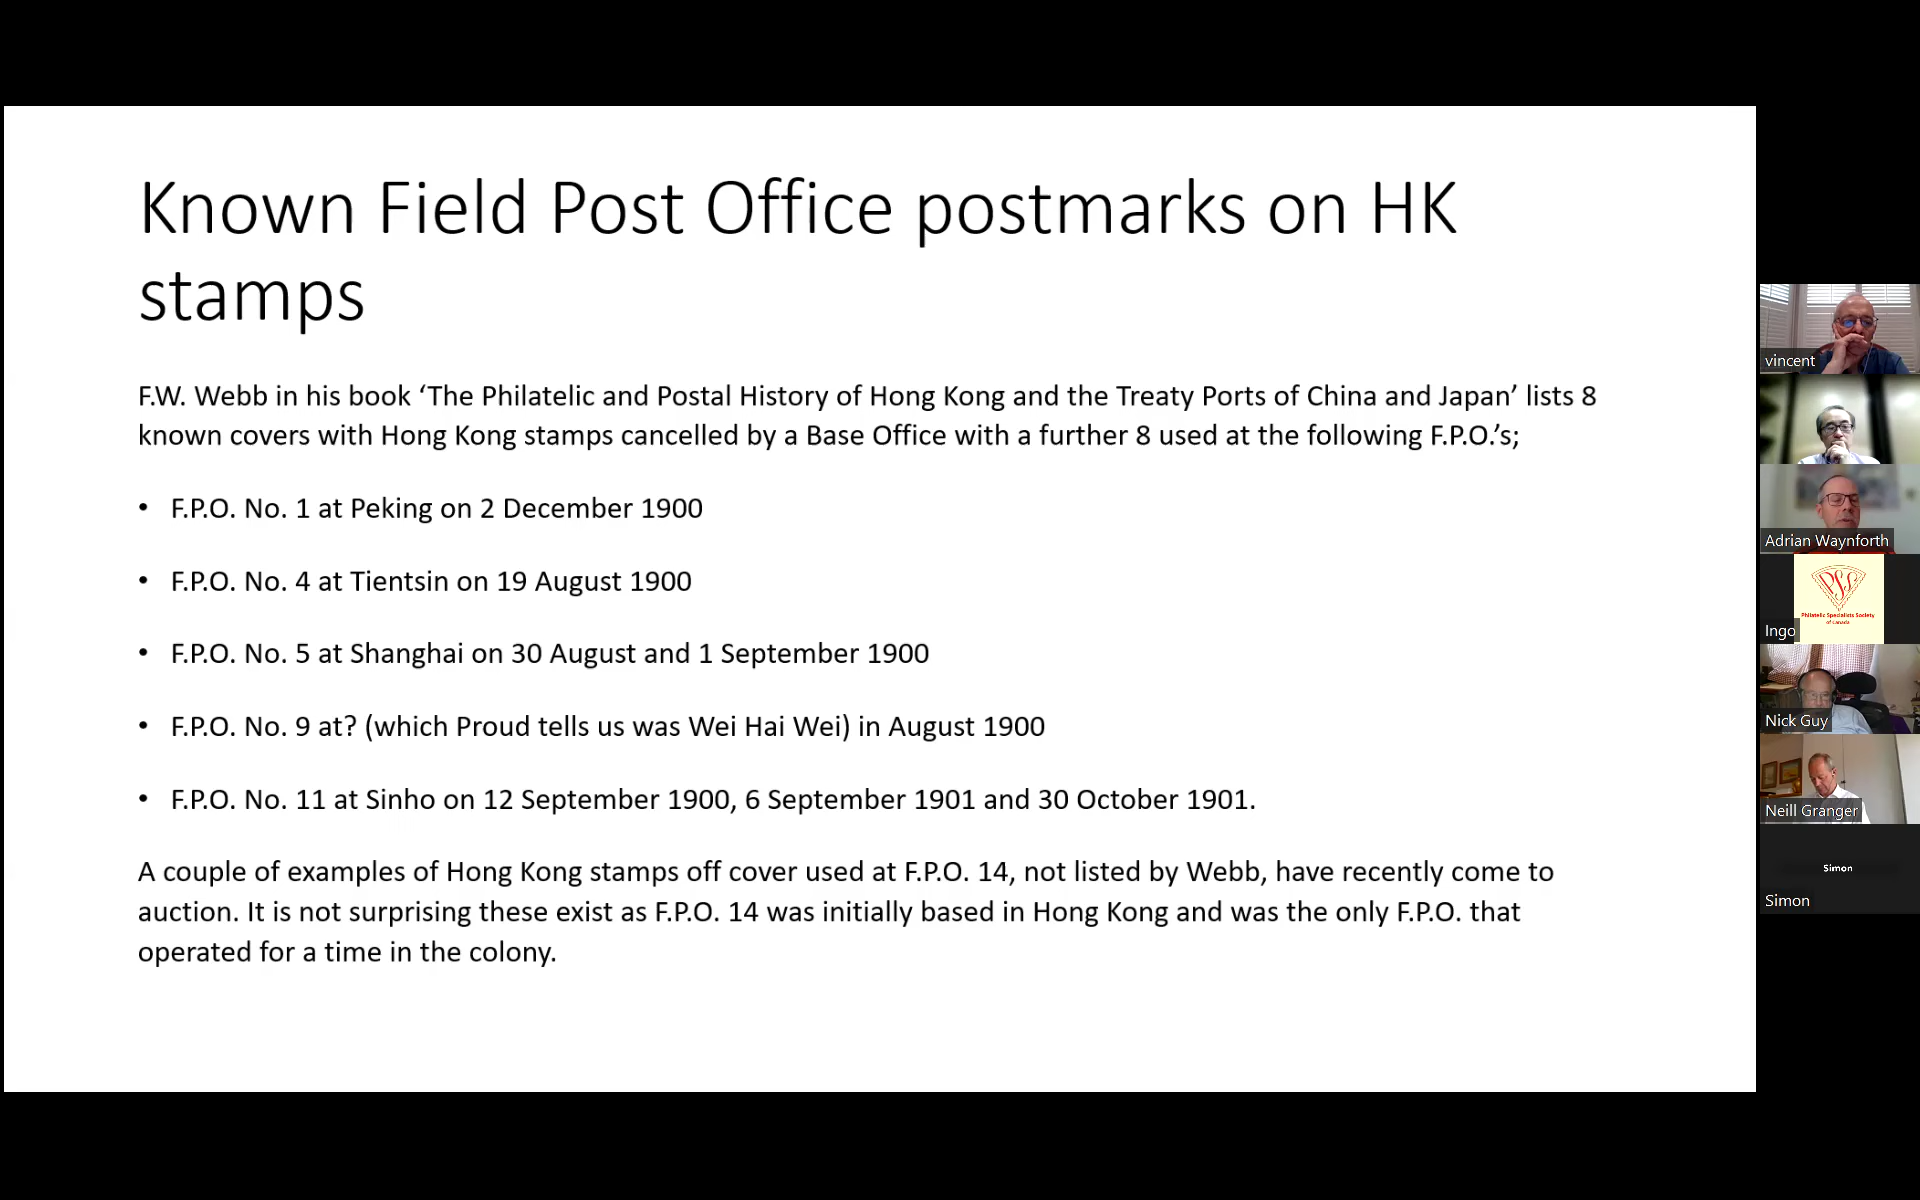 Known Field Post Office postmarks on HK
stamps
F.W. Webb in his book ‘The Philatelic and Postal History of Hong Kong and the Treaty Ports of China and Japan’ lists 8
known covers with Hong Kong stamps cancelled by a Base Office with a further 8 used at the following F.P.O.’s;
• F.P.O. No. 1 at Peking on 2 December 1900
• F.P.O. No. 4 at Tientsin on 19 August 1900
• F.P.O. No. 5 at Shanghai on 30 August and 1 September 1900
• F.P.O. No. 9 at? (which Proud tells us was Wei Hai Wei) in August 1900
• F.P.O. No. 11 at Sinho on 12 September 1900, 6 September 1901 and 30 October 1901.
A couple of examples of Hong Kong stamps off cover used at F.P.O. 14, not listed by Webb, have recently come to
auction. It is not surprising these exist as F.P.O. 14 was initially based in Hong Kong and was the only F.P.O. that
operated for a time in the colony.
vincent
Adrian Waynforth
PSS
Philatelic Specialists Society
of Canada
Ingo
Nick Guy
Neill Granger
Simon
Simon